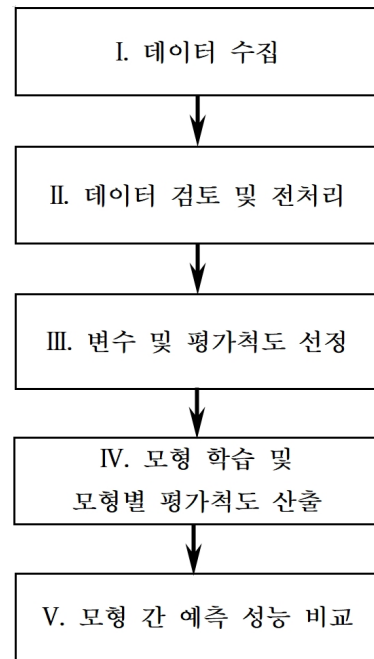 Ⅰ. 데이터 수집
Ⅱ. 데이터 검토 및 전처리
Ⅲ. 변수 및 평가척도 선정
Ⅳ. 모형 학습 및
모형별 평가척도 산출
Ⅴ. 모형 간 예측 성능 비교